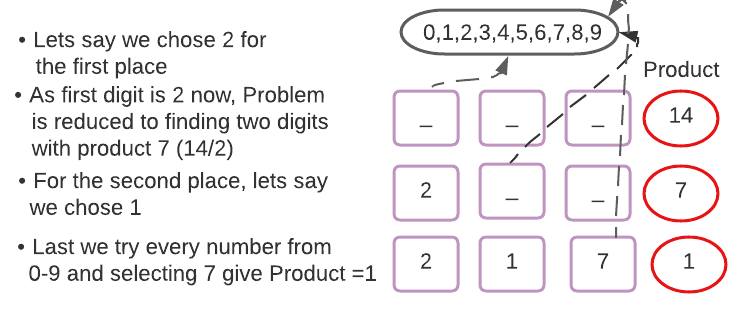 • Lets say we chose 2 for
the first place
• As first digit is 2 now, Problem
is reduced to finding two digits
with product 7 (14/2)
• For the second place, lets say
we chose 1
• Last we try every number from
0-9 and selecting 7 give Product =1
0,1,2,3,4,5,6,7,8,9
Product
_ _ _ 14
2 _ _ 7
2 1 7 1